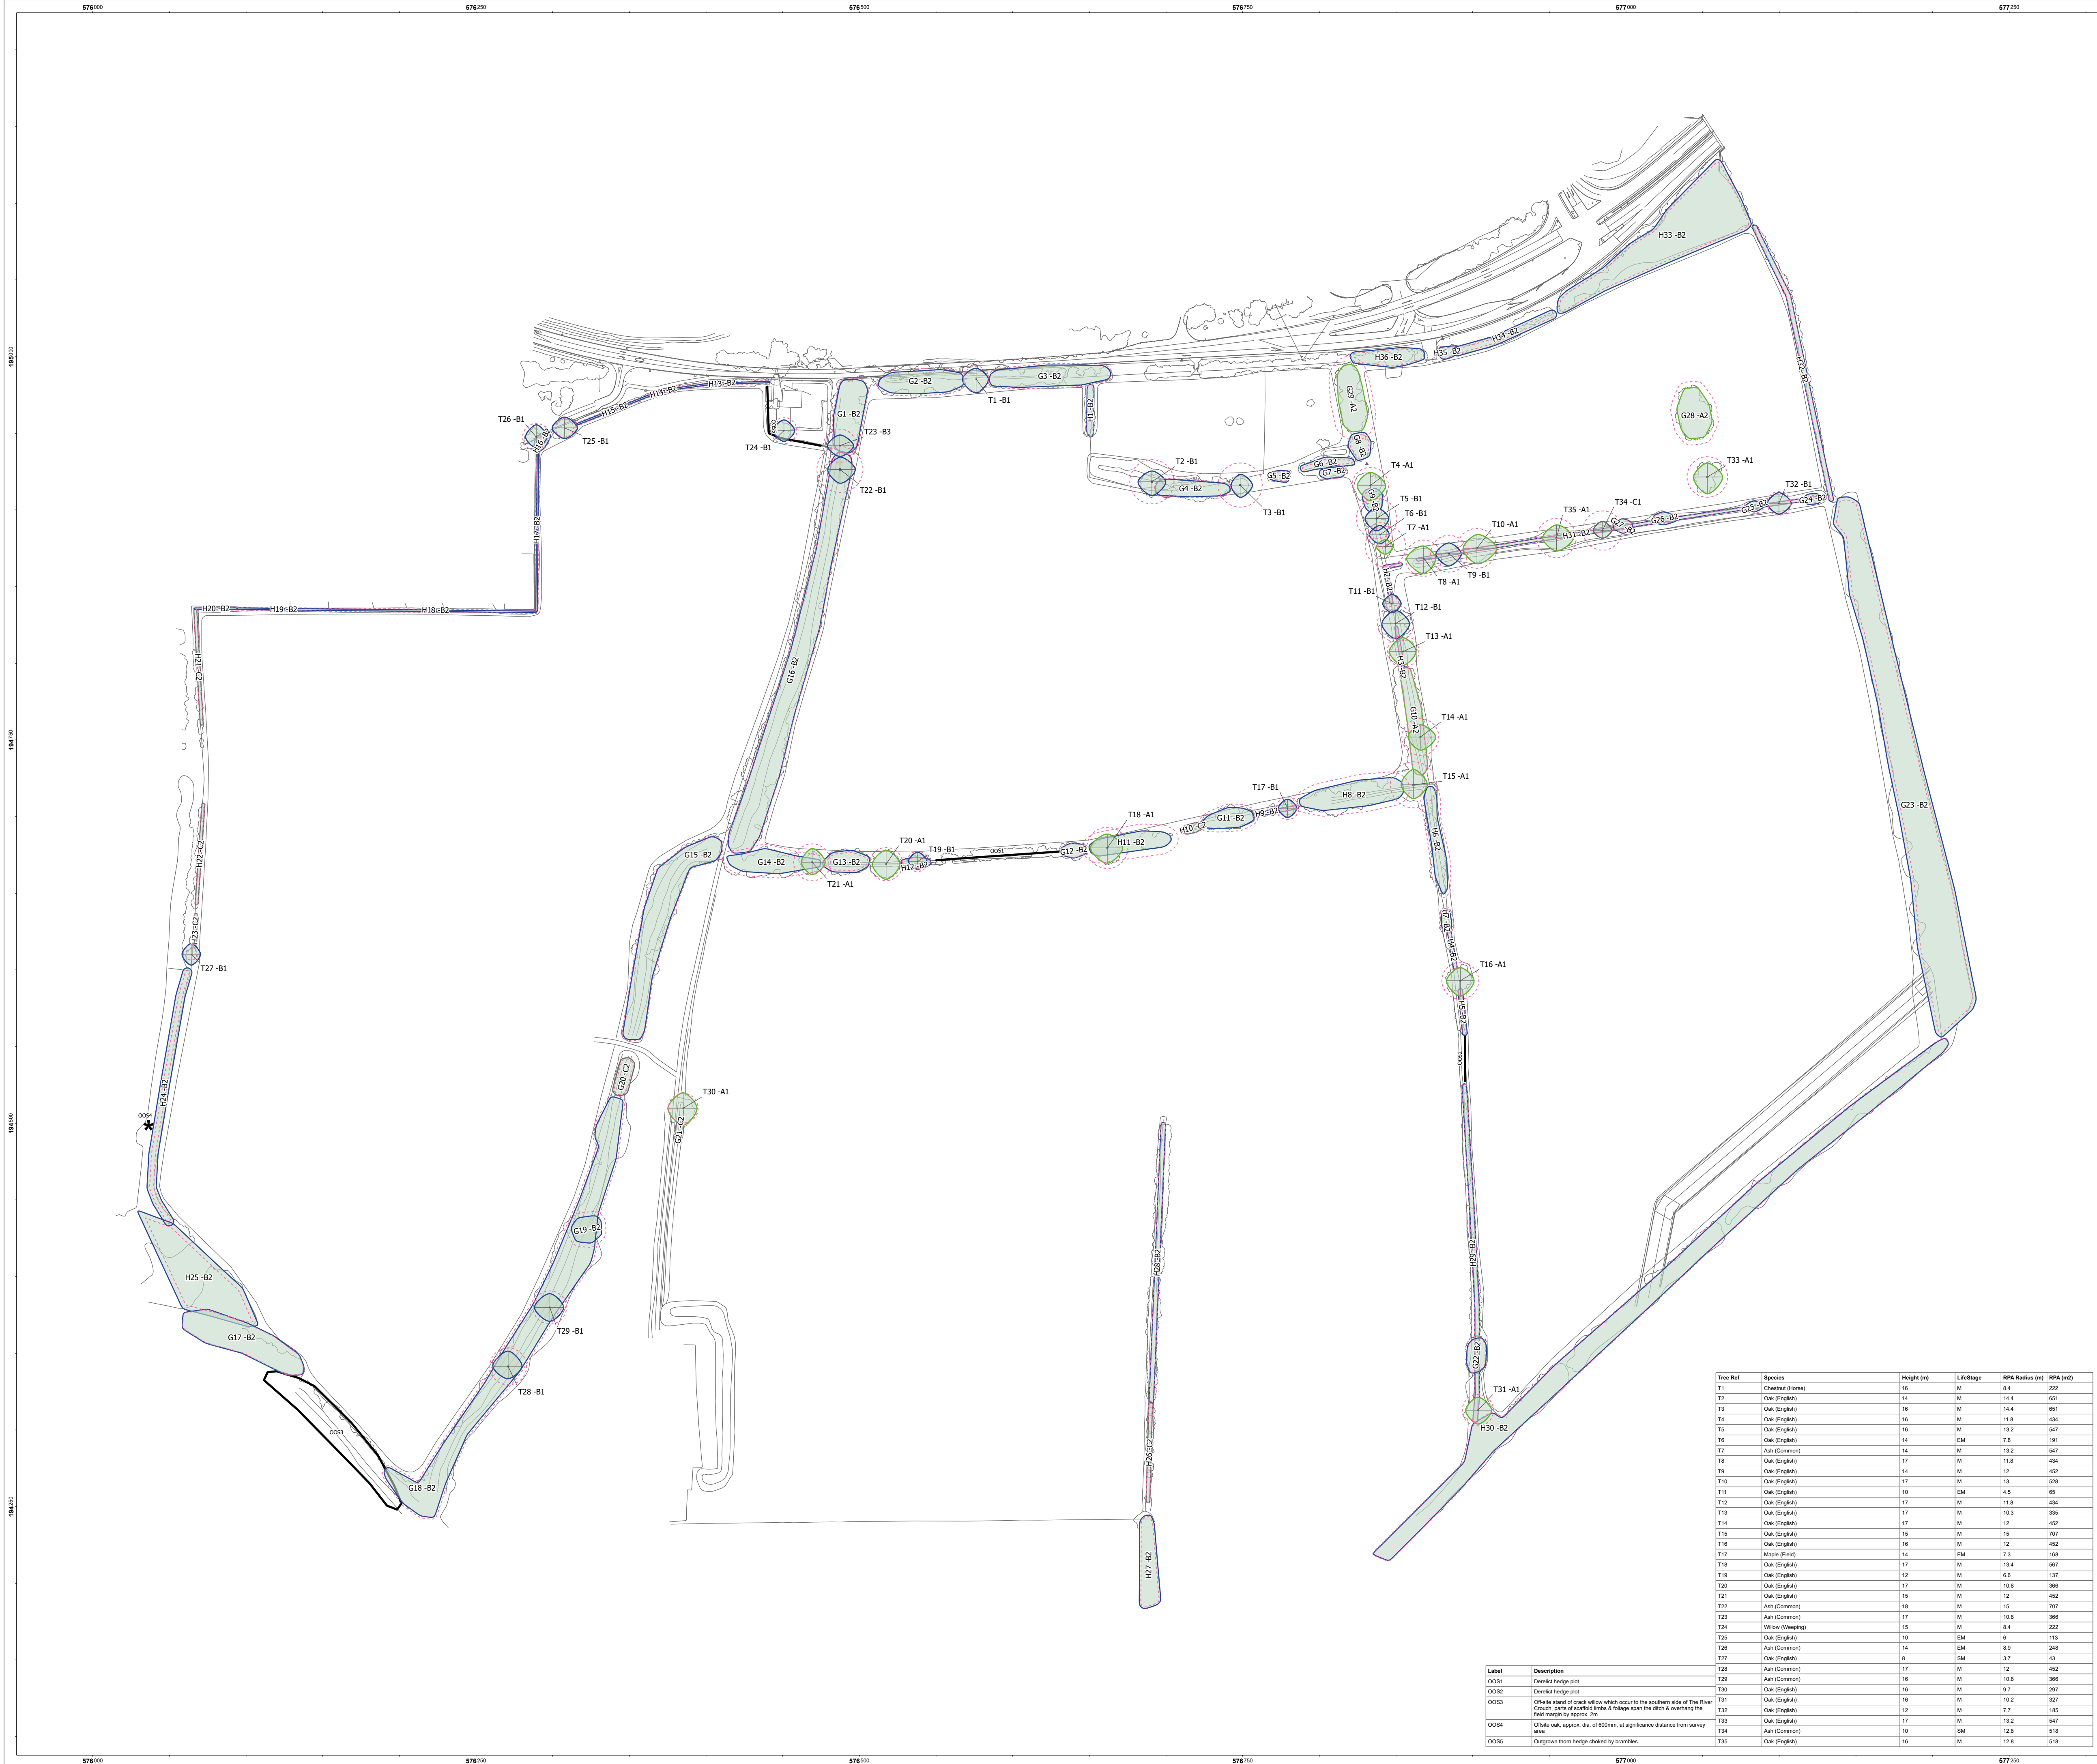 576000 576250 576500 576750 577000 577250
195000
194750
194500
194250
H33 -B2
H32 -B2
H34 -B2
H35 -B2
H36 -B2
G3 -B2
G2 -B2
T1 -B1
H13 -B2
H14 -B2
H15 -B2
T26 -B1
H16 -B2
T25 -B1
OOS5
T24 -B1
G1 -B2
T23 -B3
T22 -B1
H1 -B2
G29 -A2
G28 -A2
G8 -B2
T2 -B1
G4 -B2
T3 -B1
G5 -B2
G6 -B2
G7 -B2
T4 -A1
G9 -B2
T5 -B1
T6 -B1
T7 -A1
T33 -A1
T32 -B1
G24 -B2
G25 -B2
G26 -B2
G27 -B2
T34 -C1
T35 -A1
H31 -B2
T10 -A1
T9 -B1
T8 -A1
H2 -B2
H17 -B2
T11 -B1
T12 -B1
T13 -A1
H3 -B2
H20 -B2
H19 -B2
H18 -B2
H21 -C2
G16 -B2
G10 -A2
T14 -A1
T15 -A1
H8 -B2
T17 -B1
H9 -B2
G11 -B2
H10 -C2
T18 -A1
H11 -B2
G12 -B2
OOS1
T20 -A1
T19 -B1
H12 -B2
G13 -B2
T21 -A1
G14 -B2
G15 -B2
H6 -B2
G23 -B2
H22 -C2
H23 -C2
T27 -B1
H7 -B2
H4 -B2
T16 -A1
H5 -B2
OOS2
G20 -C2
T30 -A1
G21 -C2
H24 -B2
OOS4
*
G19 -B2
H25 -B2
G17 -B2
T29 -B1
T28 -B1
OOS3
G18 -B2
H28 -B2
H26 -C2
H27 -B2
H29 -B2
G22 -B2
T31 -A1
H30 -B2
Tree Ref Species Height (m) LifeStage RPA Radius (m) RPA (m2)
T1 Chestnut (Horse) 16 M 8.4 222
T2 Oak (English) 14 M 14.4 651
T3 Oak (English) 16 M 14.4 651
T4 Oak (English) 16 M 11.8 434
T5 Oak (English) 16 M 13.2 547
T6 Oak (English) 14 EM 7.8 191
T7 Ash (Common) 14 M 13.2 547
T8 Oak (English) 17 M 11.8 434
T9 Oak (English) 14 M 12 452
T10 Oak (English) 17 M 13 528
T11 Oak (English) 10 EM 4.5 65
T12 Oak (English) 17 M 11.8 434
T13 Oak (English) 17 M 10.3 335
T14 Oak (English) 17 M 12 452
T15 Oak (English) 15 M 15 707
T16 Oak (English) 16 M 12 452
T17 Maple (Field) 14 EM 7.3 168
T18 Oak (English) 17 M 13.4 567
T19 Oak (English) 12 M 6.6 137
T20 Oak (English) 17 M 10.8 366
T21 Oak (English) 15 M 12 452
T22 Ash (Common) 18 M 15 707
T23 Ash (Common) 17 M 10.8 366
T24 Willow (Weeping) 15 M 8.4 222
T25 Oak (English) 10 EM 6 113
T26 Ash (Common) 14 EM 8.9 248
T27 Oak (English) 8 SM 3.7 43
T28 Ash (Common) 17 M 12 452
T29 Ash (Common) 16 M 10.8 366
T30 Oak (English) 16 M 9.7 297
T31 Oak (English) 16 M 10.2 327
T32 Oak (English) 12 M 7.7 185
T33 Oak (English) 17 M 13.2 547
T34 Ash (Common) 10 SM 12.8 518
T35 Oak (English) 16 M 12.8 518
Label Description
OOS1 Derelict hedge plot
OOS2 Derelict hedge plot
OOS3 Off-site stand of crack willow which occur to the southern side of The River
Crouch, parts of scaffold limbs & foliage span the ditch & overhang the
field margin by approx. 2m
OOS4 Offsite oak, approx. dia. of 600mm, at significance distance from survey
area
OOS5 Outgrown thorn hedge choked by brambles
576000 576250 576500 576750 577000 577250